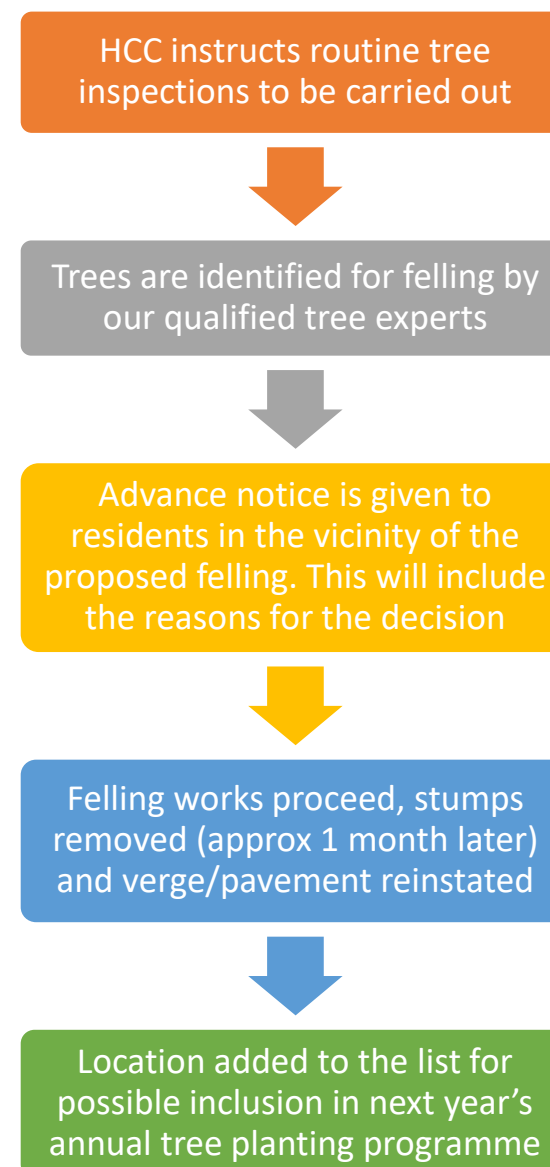 HCC instructs routine tree
inspections to be carried out
Trees are identified for felling by
our qualified tree experts
Advance notice is given to
residents in the vicinity of the
proposed felling. This will include
the reasons for the decision
Felling works proceed, stumps
removed (approx 1 month later)
and verge/pavement reinstated
Location added to the list for
possible inclusion in next year’s
annual tree planting programme